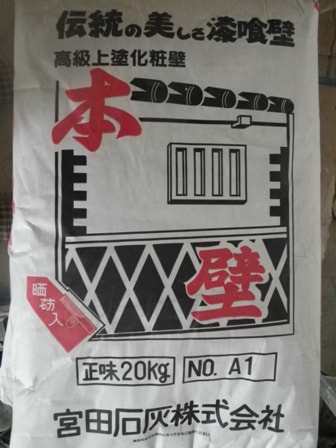 伝統の美しさ漆喰壁
高級上塗化粧壁
本
壁
晒苆入
正味20kg
NO. A1
宮田石灰株式会社